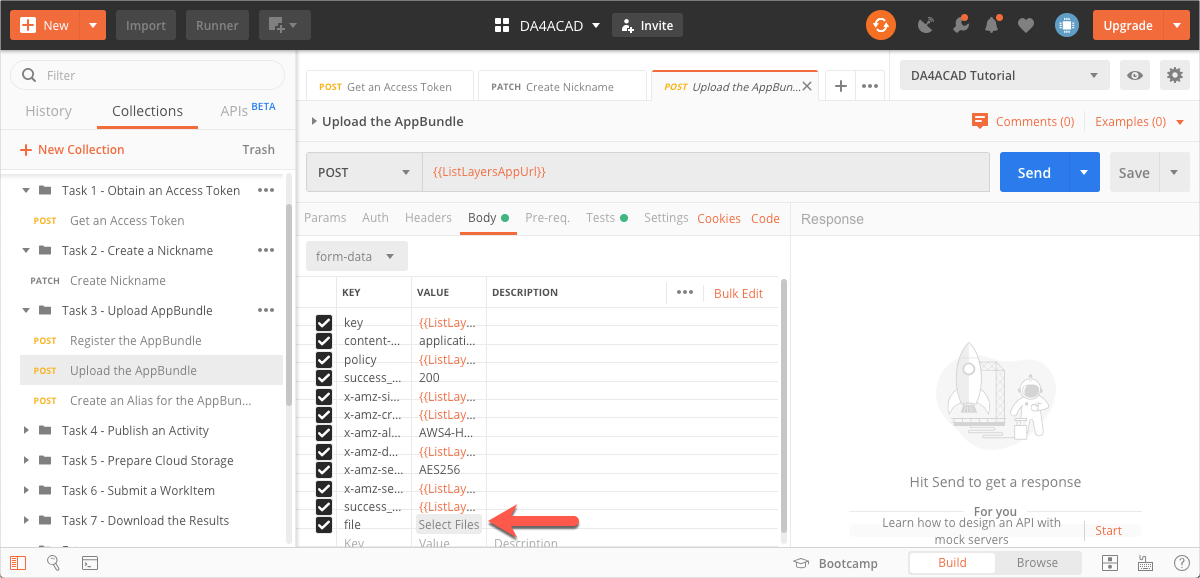 New
Import
Runner
DA4ACAD
Invite
Upgrade
Filter
History
Collections
APIs BETA
New Collection
Trash
Task 1 - Obtain an Access Token
POST Get an Access Token
Task 2 - Create a Nickname
PATCH Create Nickname
Task 3 - Upload AppBundle
POST Register the AppBundle
POST Upload the AppBundle
POST Create an Alias for the AppBun...
Task 4 - Publish an Activity
Task 5 - Prepare Cloud Storage
Task 6 - Submit a WorkItem
Task 7 - Download the Results
POST Get an Access Token
PATCH Create Nickname
POST Upload the AppBun...
DA4ACAD Tutorial
Upload the AppBundle
Comments (0)
Examples (0)
POST
{{ListLayersAppUrl}}
Send
Save
Params
Auth
Headers
Body
Pre-req.
Tests
Settings
Cookies
Code
Response
form-data
KEY VALUE DESCRIPTION
Bulk Edit
key {{ListLay...
content-... applicati...
policy {{ListLay...
success_... 200
x-amz-si... {{ListLay...
x-amz-cr... {{ListLay...
x-amz-al... AWS4-H...
x-amz-d... {{ListLay...
x-amz-se... AES256
x-amz-se... {{ListLay...
success_... {{ListLay...
file Select Files
Key Value Description
Hit Send to get a response
For you
Learn how to design an API with
mock servers
Start
Bootcamp
Build
Browse